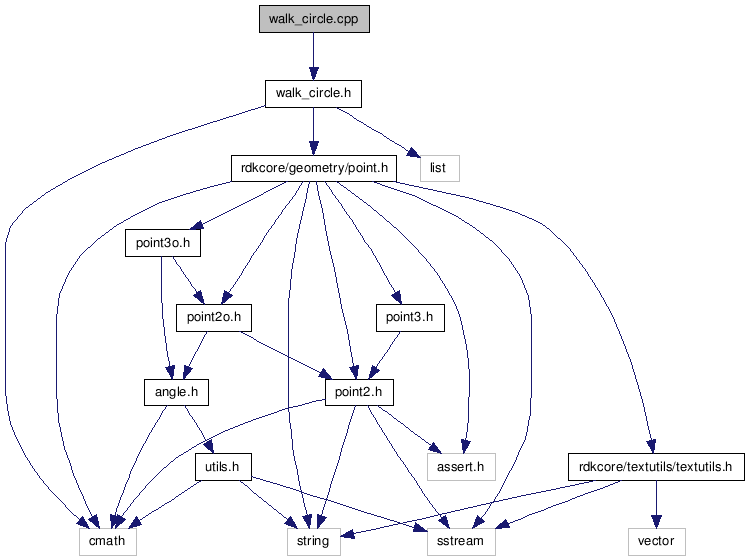 walk_circle.cpp
walk_circle.h
rdkcore/geometry/point.h
list
point3o.h
point2o.h
point3.h
angle.h
point2.h
utils.h
assert.h
rdkcore/textutils/textutils.h
cmath
string
sstream
vector